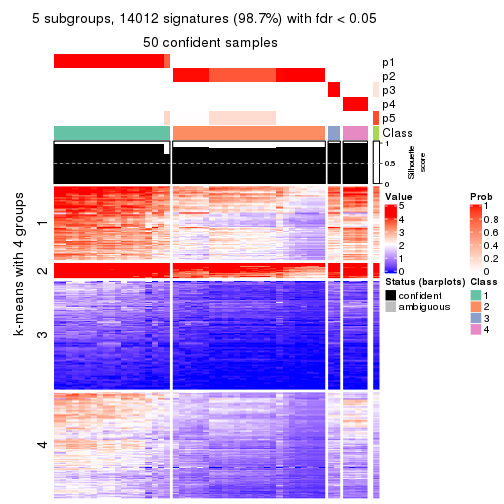 5 subgroups, 14012 signatures (98.7%) with fdr < 0.05
50 confident samples
p1
p2
p3
p4
p5
Class
1
0.5
0
Silhouette
score
k-means with 4 groups
1
2
3
4
Value
5
4
3
2
1
0
Prob
1
0.8
0.6
0.4
0.2
0
Status (barplots)
confident
ambiguous
Class
1
2
3
4